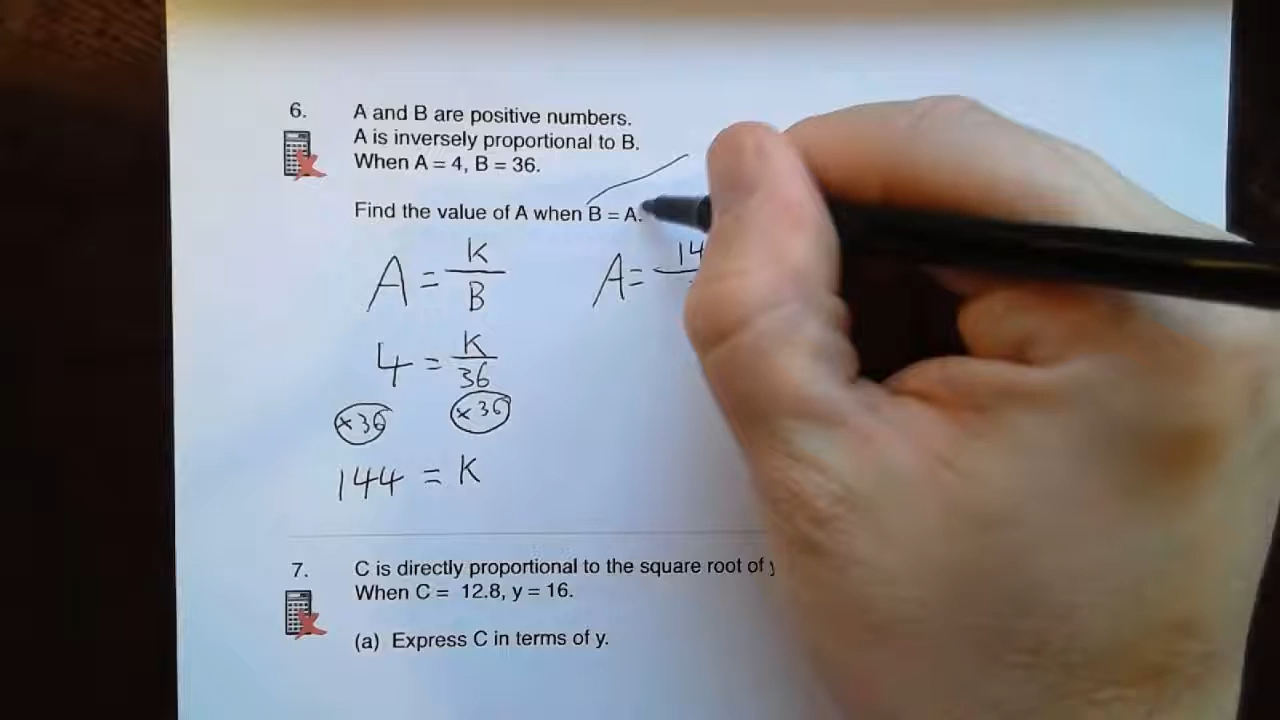 6. A and B are positive numbers.
A is inversely proportional to B.
When A = 4, B = 36.
Find the value of A when B = A.
A = K/B
A = 14
4 = K/36
×36 ×36
144 = K
7. C is directly proportional to the square root of y
When C = 12.8, y = 16.
(a) Express C in terms of y.